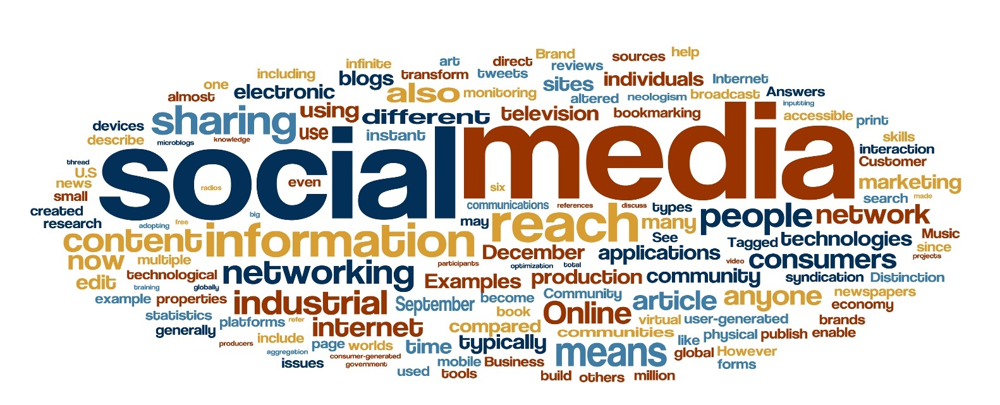 help
Brand
sources
art
direct
infinite
reviews
including
blogs
transform
tweets
sites
individuals
Internet
one
electronic
also
monitoring
altered
neologism
broadcast
Answers
almost
inputting
sharing
using
different
television
bookmarking
accessible
print
devices
use
instant
media
skills
describe
microblogs
knowledge
interaction
thread
social
Customer
U.S
news
radios
even
six
marketing
small
communications
references
discuss
types
search
made
created
big
research
adopting
free
may
reach
many
people
network
content
information
See
Tagged
technologies
Music
since
now
multiple
December
applications
video
consumers
projects
participants
optimization
total
edit
technological
networking
Examples
production
community
syndication
Distinction
training
globally
example
properties
industrial
September
become
Community
article
anyone
newspapers
economy
statistics
platforms
refer
book
Online
virtual
user-generated
brands
generally
internet
compared
communities
like
physical
publish
enable
producers
include
page
worlds
time
typically
means
global
However
aggregation
consumer-generated
issues
government
mobile
Business
forms
used
tools
build
others
million